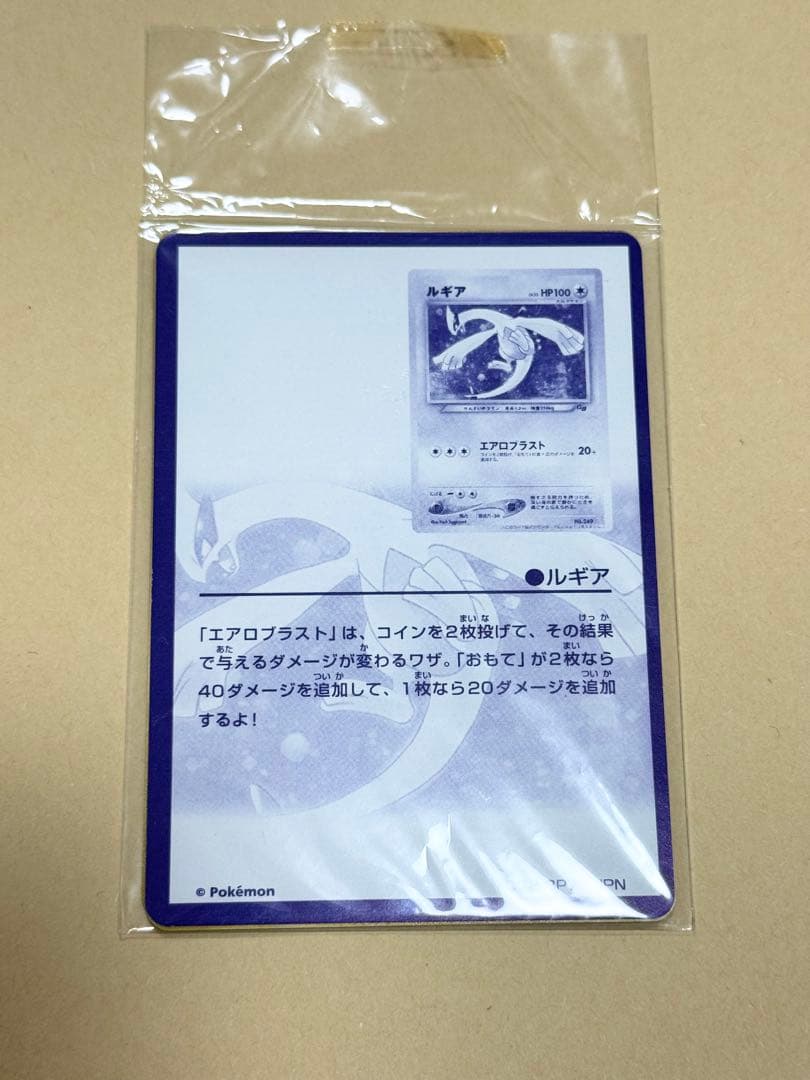 ルギア HP100
エアロブラスト 20+
No.249
●ルギア
「エアロブラスト」は、コインを2枚投げて、その結果
で与えるダメージが変わるワザ。「おもて」が2枚なら
40ダメージを追加して、1枚なら20ダメージを追加
するよ!
© Pokémon